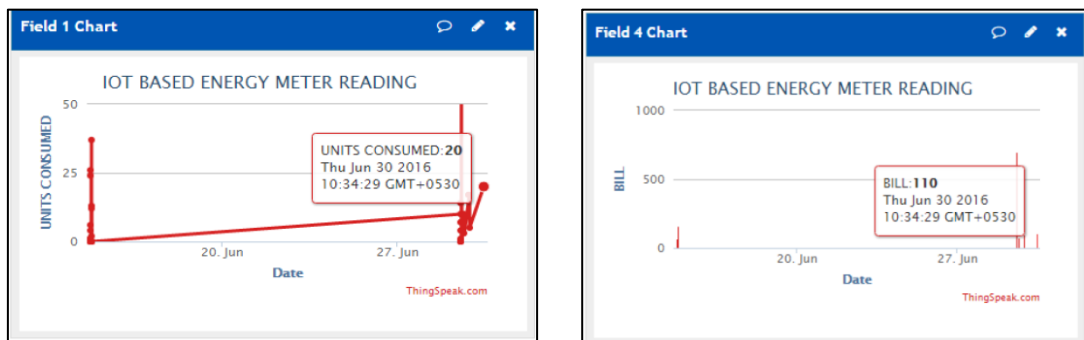 Field 1 Chart
IOT BASED ENERGY METER READING
UNITS CONSUMED
50
25
0
UNITS CONSUMED:20
Thu Jun 30 2016
10:34:29 GMT+0530
20. Jun
27. Jun
Date
ThingSpeak.com
Field 4 Chart
IOT BASED ENERGY METER READING
BILL
1000
500
0
BILL:110
Thu Jun 30 2016
10:34:29 GMT+0530
20. Jun
27. Jun
Date
ThingSpeak.com